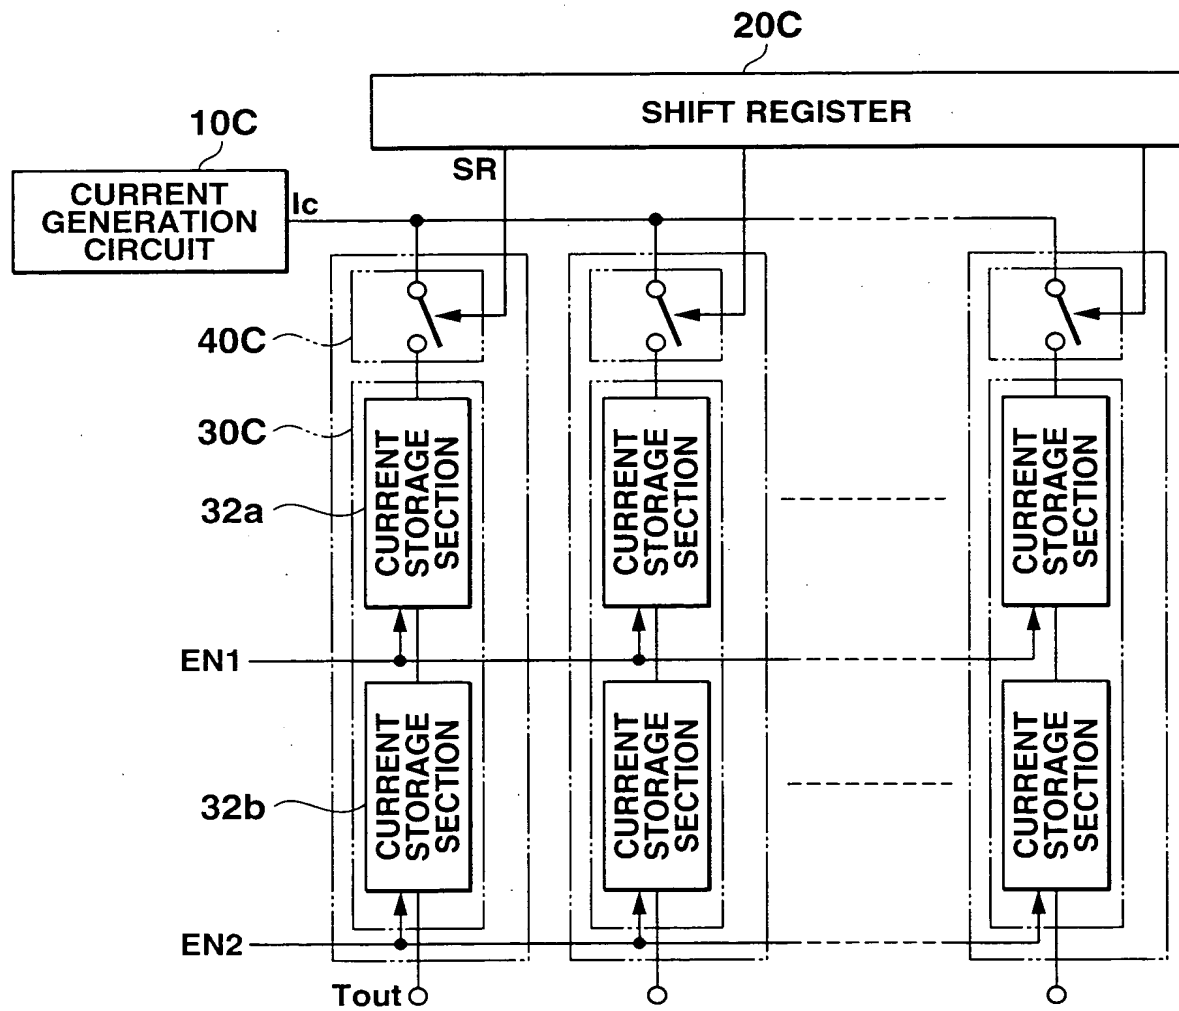 20C
SHIFT REGISTER
10C
CURRENT
GENERATION
CIRCUIT
Ic
SR
40C
30C
32a
CURRENT
STORAGE
SECTION
CURRENT
STORAGE
SECTION
CURRENT
STORAGE
SECTION
EN1
32b
CURRENT
STORAGE
SECTION
CURRENT
STORAGE
SECTION
CURRENT
STORAGE
SECTION
EN2
Tout